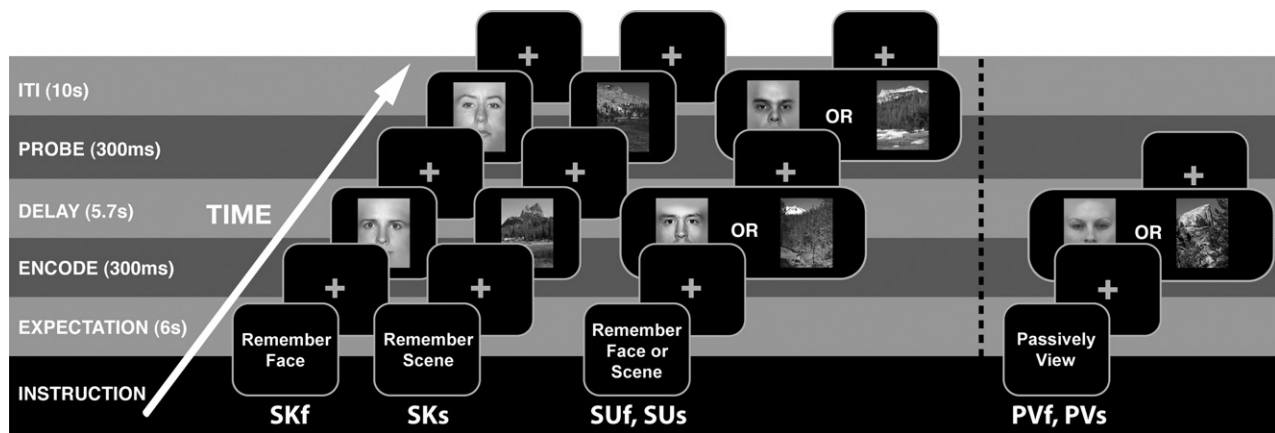 ITI (10s)
PROBE (300ms)
DELAY (5.7s)
ENCODE (300ms)
EXPECTATION (6s)
INSTRUCTION
TIME
OR
OR
OR
Remember
Face
Remember
Scene
Remember
Face or
Scene
Passively
View
SKf
SKs
SUf, SUs
PVf, PVs